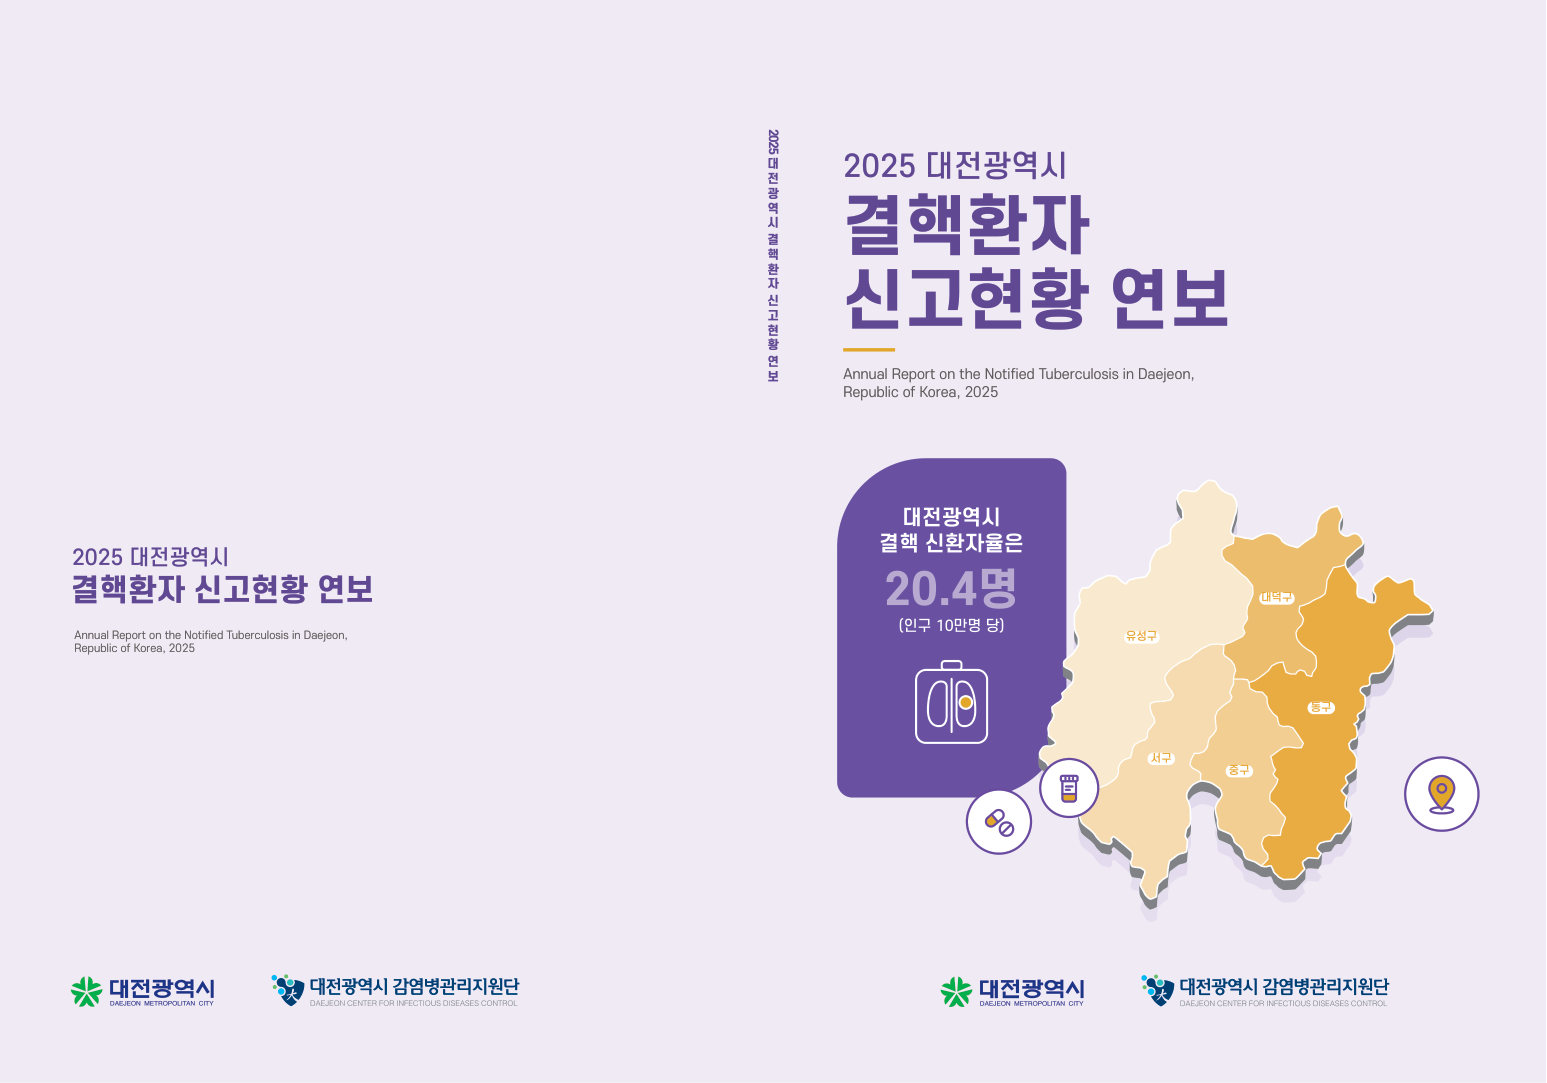 2025 대전광역시
결핵환자 신고현황 연보
Annual Report on the Notified Tuberculosis in Daejeon,
Republic of Korea, 2025
대전광역시
DAEJEON METROPOLITAN CITY
대전광역시 감염병관리지원단
DAEJEON CENTER FOR INFECTIOUS DISEASES CONTROL
2025 대전광역시 결핵환자 신고현황 연보
2025 대전광역시
결핵환자
신고현황 연보
Annual Report on the Notified Tuberculosis in Daejeon,
Republic of Korea, 2025
대전광역시
결핵 신환자율은
20.4명
(인구 10만명 당)
대덕구
유성구
동구
서구
중구
대전광역시
DAEJEON METROPOLITAN CITY
대전광역시 감염병관리지원단
DAEJEON CENTER FOR INFECTIOUS DISEASES CONTROL